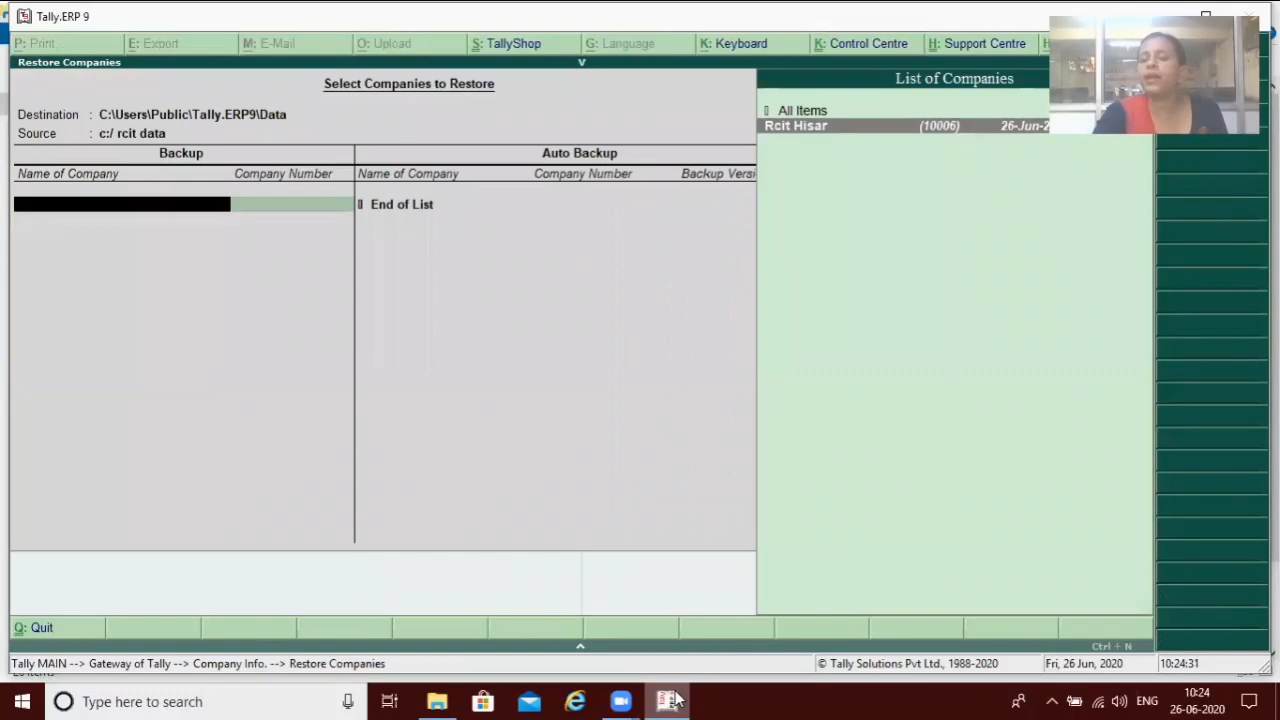 Tally.ERP 9
P: Print E: Export M: E-Mail O: Upload S: TallyShop G: Language K: Keyboard K: Control Centre H: Support Centre H
Restore Companies
Select Companies to Restore
Destination : C:\Users\Public\Tally.ERP9\Data
Source : c:/ rcit data
Backup Auto Backup
Name of Company Company Number Name of Company Company Number Backup Versi
End of List
List of Companies
All Items
Rcit Hisar (10006) 26-Jun-2
Q: Quit
Ctrl + N
Tally MAIN --> Gateway of Tally --> Company Info. --> Restore Companies © Tally Solutions Pvt Ltd., 1988-2020 Fri, 26 Jun, 2020 10:24:31
Type here to search
ENG
10:24
26-06-2020